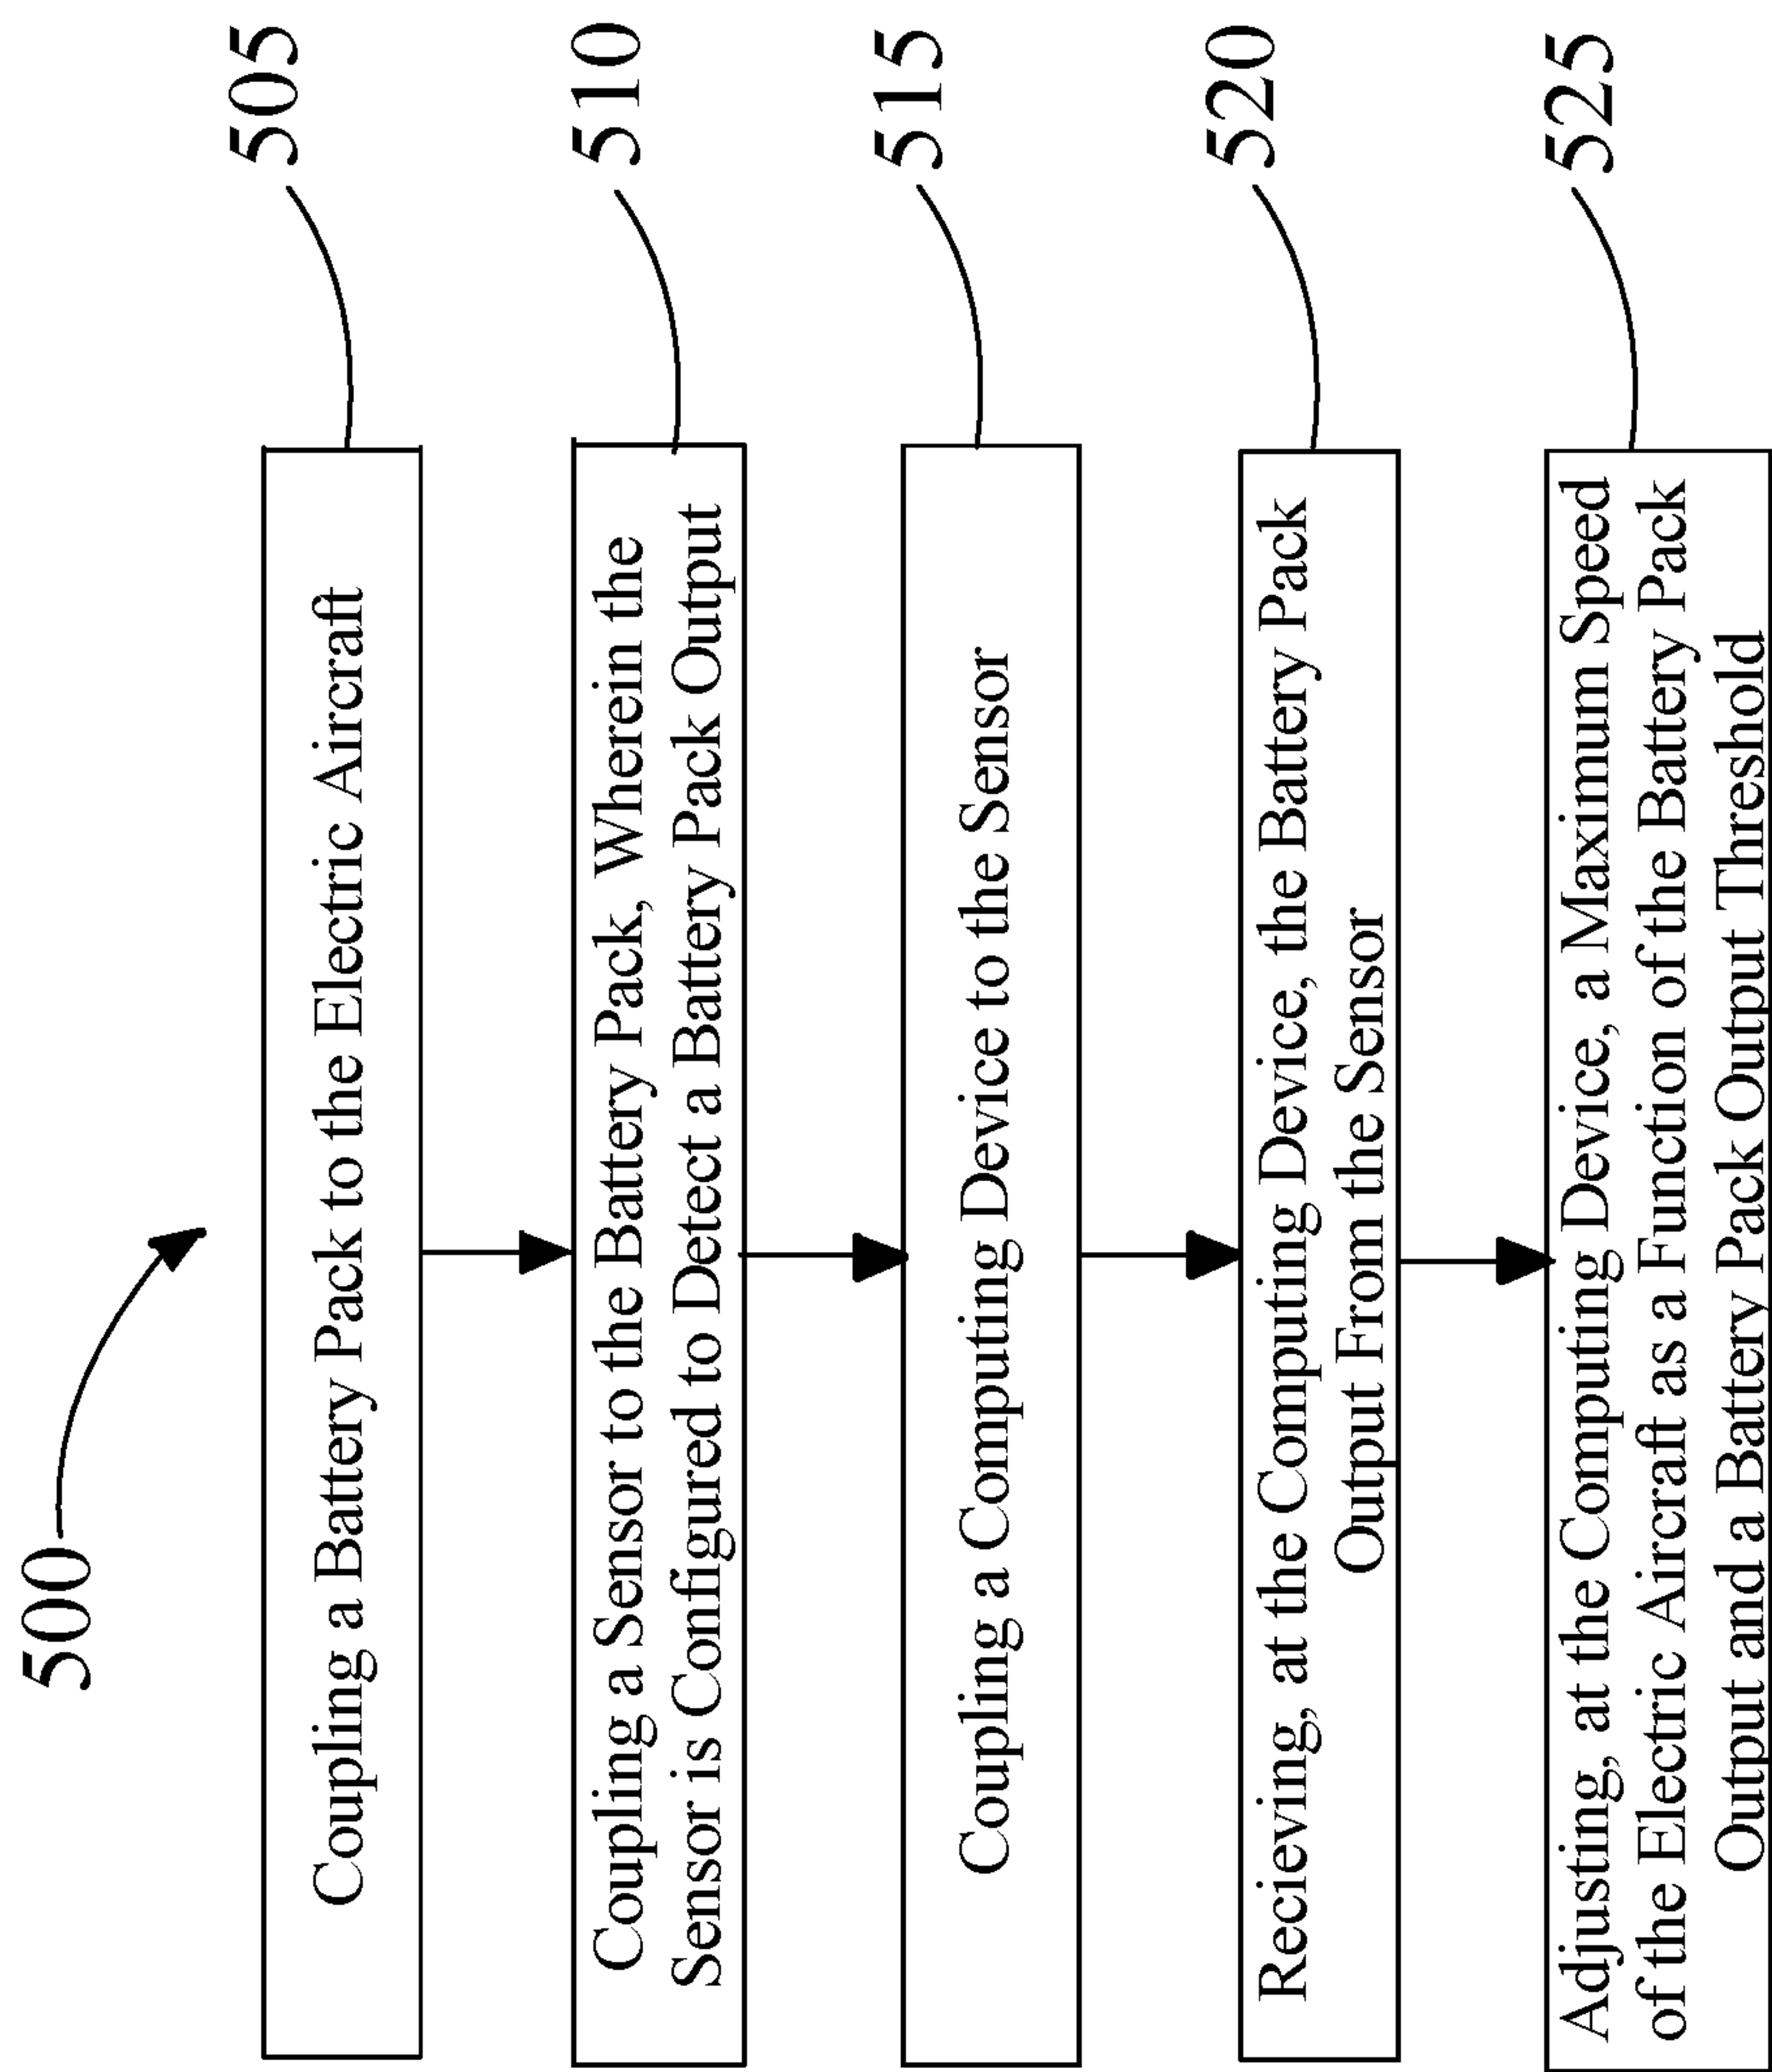 500
505
Coupling a Battery Pack to the Electric Aircraft
510
Coupling a Sensor to the Battery Pack, Wherein the
Sensor is Configured to Detect a Battery Pack Output
515
Coupling a Computing Device to the Sensor
520
Recieving, at the Computing Device, the Battery Pack
Output From the Sensor
525
Adjusting, at the Computing Device, a Maximum Speed
of the Electric Aircraft as a Function of the Battery Pack
Output and a Battery Pack Output Threshold